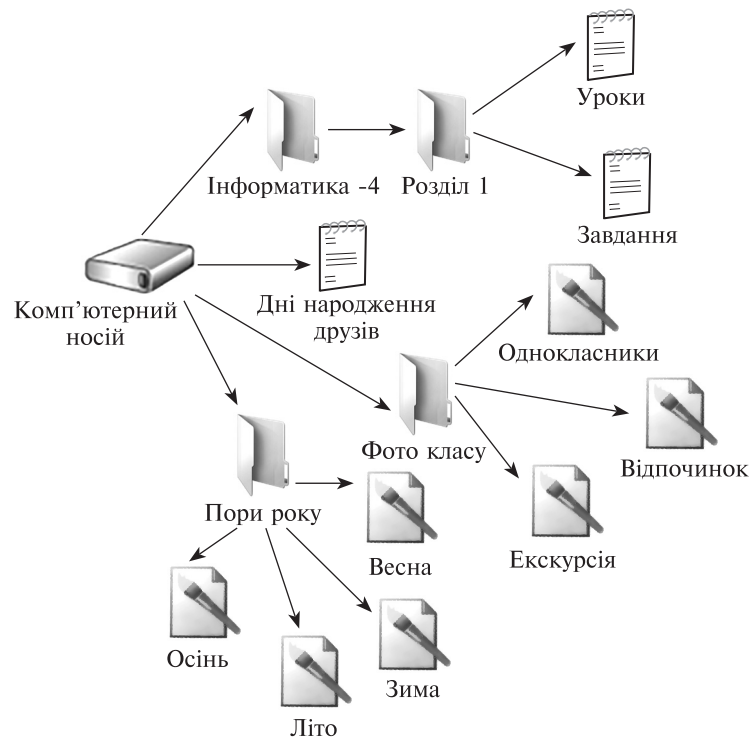 Уроки
Інформатика -4
Розділ 1
Завдання
Комп’ютерний
носій
Дні народження
друзів
Однокласники
Фото класу
Відпочинок
Пори року
Весна
Екскурсія
Осінь
Зима
Літо